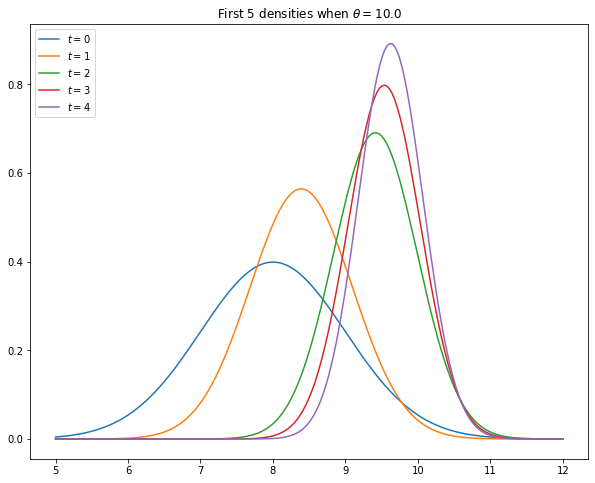 First 5 densities when θ = 10.0
t = 0
t = 1
t = 2
t = 3
t = 4
0.8
0.6
0.4
0.2
0.0
5 6 7 8 9 10 11 12